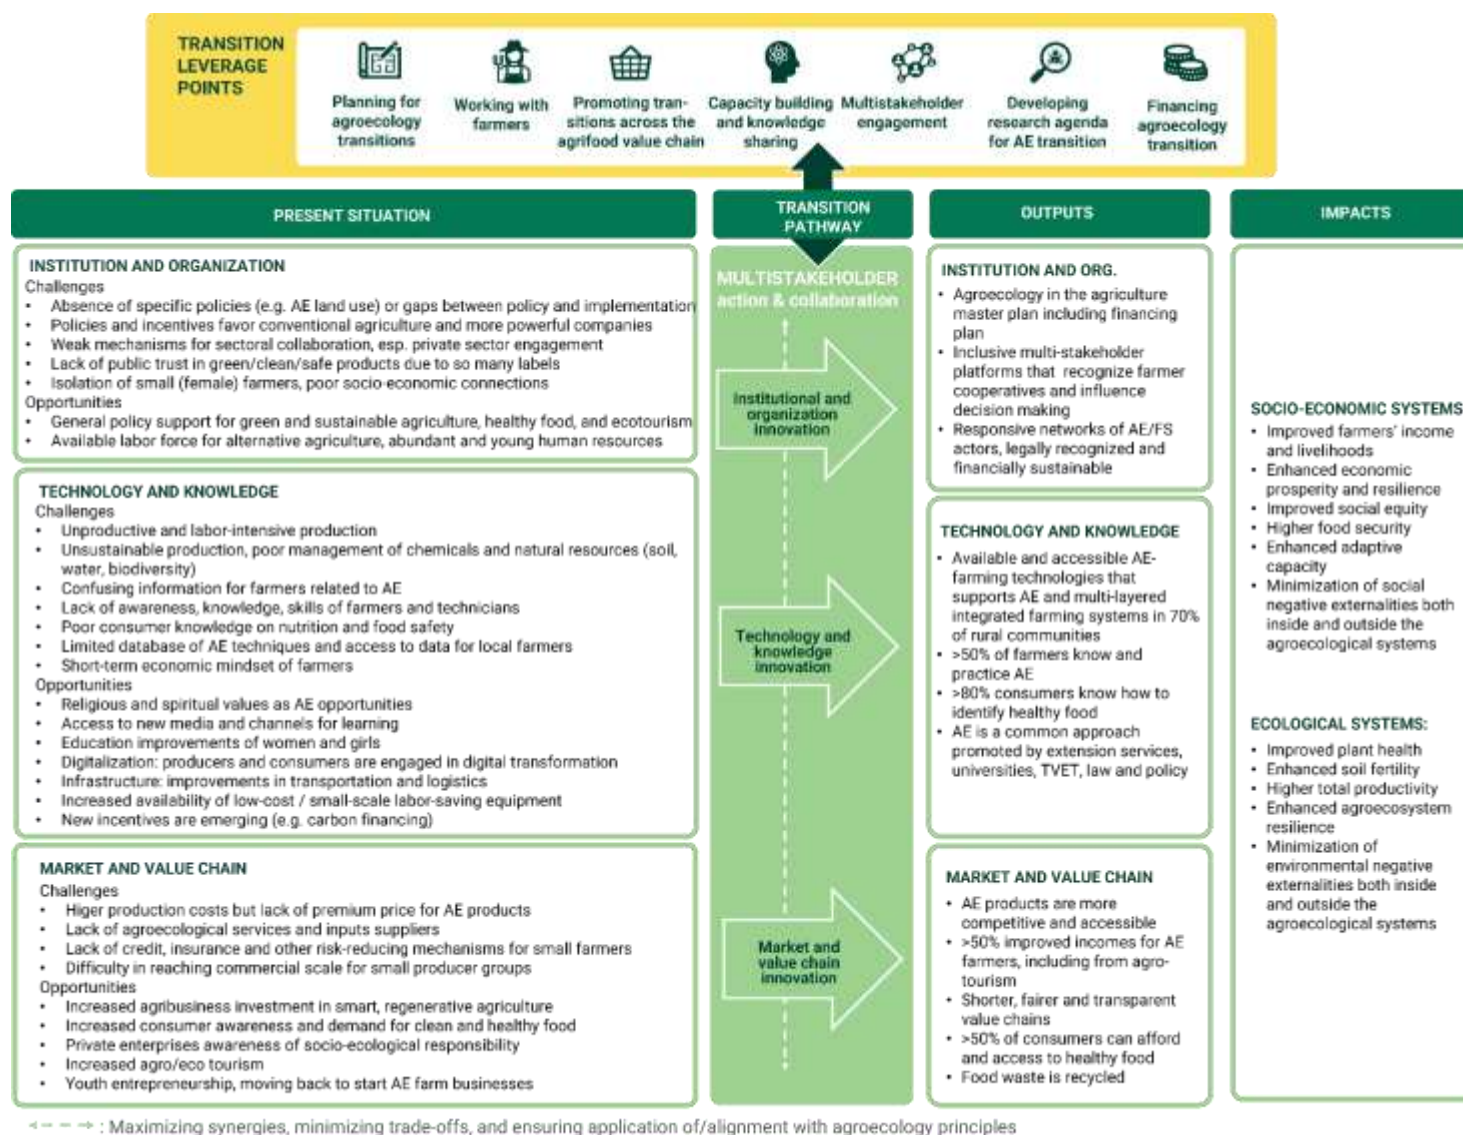 TRANSITION
LEVERAGE
POINTS
Planning for
agroecology
transitions
Working with
farmers
Promoting tran-
sitions across the
agrifood value chain
Capacity building
and knowledge
sharing
Multistakeholder
engagement
Developing
research agenda
for AE transition
Financing
agroecology
transition
PRESENT SITUATION
INSTITUTION AND ORGANIZATION
Challenges
• Absence of specific policies (e.g. AE land use) or gaps between policy and implementation
• Policies and incentives favor conventional agriculture and more powerful companies
• Weak mechanisms for sectoral collaboration, esp. private sector engagement
• Lack of public trust in green/clean/safe products due to so many labels
• Isolation of small (female) farmers, poor socio-economic connections
Opportunities
• General policy support for green and sustainable agriculture, healthy food, and ecotourism
• Available labor force for alternative agriculture, abundant and young human resources
TECHNOLOGY AND KNOWLEDGE
Challenges
• Unproductive and labor-intensive production
• Unsustainable production, poor management of chemicals and natural resources (soil,
water, biodiversity)
• Confusing information for farmers related to AE
• Lack of awareness, knowledge, skills of farmers and technicians
• Poor consumer knowledge on nutrition and food safety
• Limited database of AE techniques and access to data for local farmers
• Short-term economic mindset of farmers
Opportunities
• Religious and spiritual values as AE opportunities
• Access to new media and channels for learning
• Education improvements of women and girls
• Digitalization: producers and consumers are engaged in digital transformation
• Infrastructure: improvements in transportation and logistics
• Increased availability of low-cost / small-scale labor-saving equipment
• New incentives are emerging (e.g. carbon financing)
MARKET AND VALUE CHAIN
Challenges
• Higer production costs but lack of premium price for AE products
• Lack of agroecological services and inputs suppliers
• Lack of credit, insurance and other risk-reducing mechanisms for small farmers
• Difficulty in reaching commercial scale for small producer groups
Opportunities
• Increased agribusiness investment in smart, regenerative agriculture
• Increased consumer awareness and demand for clean and healthy food
• Private enterprises awareness of socio-ecological responsibility
• Increased agro/eco tourism
• Youth entrepreneurship, moving back to start AE farm businesses
TRANSITION
PATHWAY
MULTISTAKEHOLDER
action & collaboration
Institutional and
organization
innovation
Technology and
knowledge
innovation
Market and
value chain
innovation
OUTPUTS
INSTITUTION AND ORG.
• Agroecology in the agriculture
master plan including financing
plan
• Inclusive multi-stakeholder
platforms that recognize farmer
cooperatives and influence
decision making
• Responsive networks of AE/FS
actors, legally recognized and
financially sustainable
TECHNOLOGY AND KNOWLEDGE
• Available and accessible AE-
farming technologies that
supports AE and multi-layered
integrated farming systems in 70%
of rural communities
• >50% of farmers know and
practice AE
• >80% consumers know how to
identify healthy food
• AE is a common approach
promoted by extension services,
universities, TVET, law and policy
MARKET AND VALUE CHAIN
• AE products are more
competitive and accessible
• >50% improved incomes for AE
farmers, including from agro-
tourism
• Shorter, fairer and transparent
value chains
• >50% of consumers can afford
and access to healthy food
• Food waste is recycled
IMPACTS
SOCIO-ECONOMIC SYSTEMS
• Improved farmers' income
and livelihoods
• Enhanced economic
prosperity and resilience
• Improved social equity
• Higher food security
• Enhanced adaptive
capacity
• Minimization of social
negative externalities both
inside and outside the
agroecological systems
ECOLOGICAL SYSTEMS:
• Improved plant health
• Enhanced soil fertility
• Higher total productivity
• Enhanced agroecosystem
resilience
• Minimization of
environmental negative
externalities both inside
and outside the
agroecological systems
: Maximizing synergies, minimizing trade-offs, and ensuring application of/alignment with agroecology principles